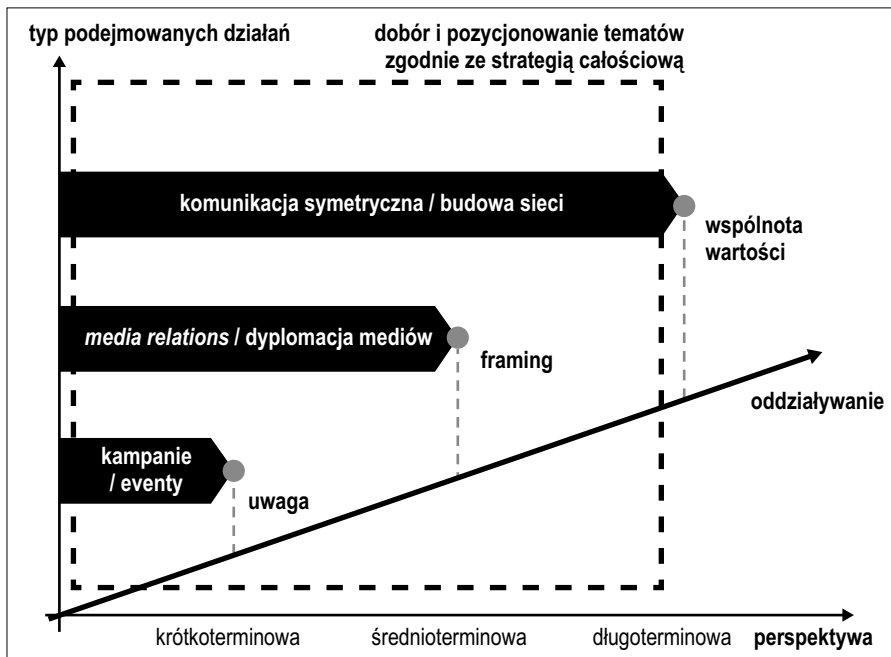 typ podejmowanych działań
dobór i pozycjonowanie tematów
zgodnie ze strategią całościową
komunikacja symetryczna / budowa sieci
wspólnota
wartości
media relations / dyplomacja mediów
framing
oddziaływanie
kampanie
/ eventy
uwaga
krótkoterminowa
średnioterminowa
długoterminowa
perspektywa